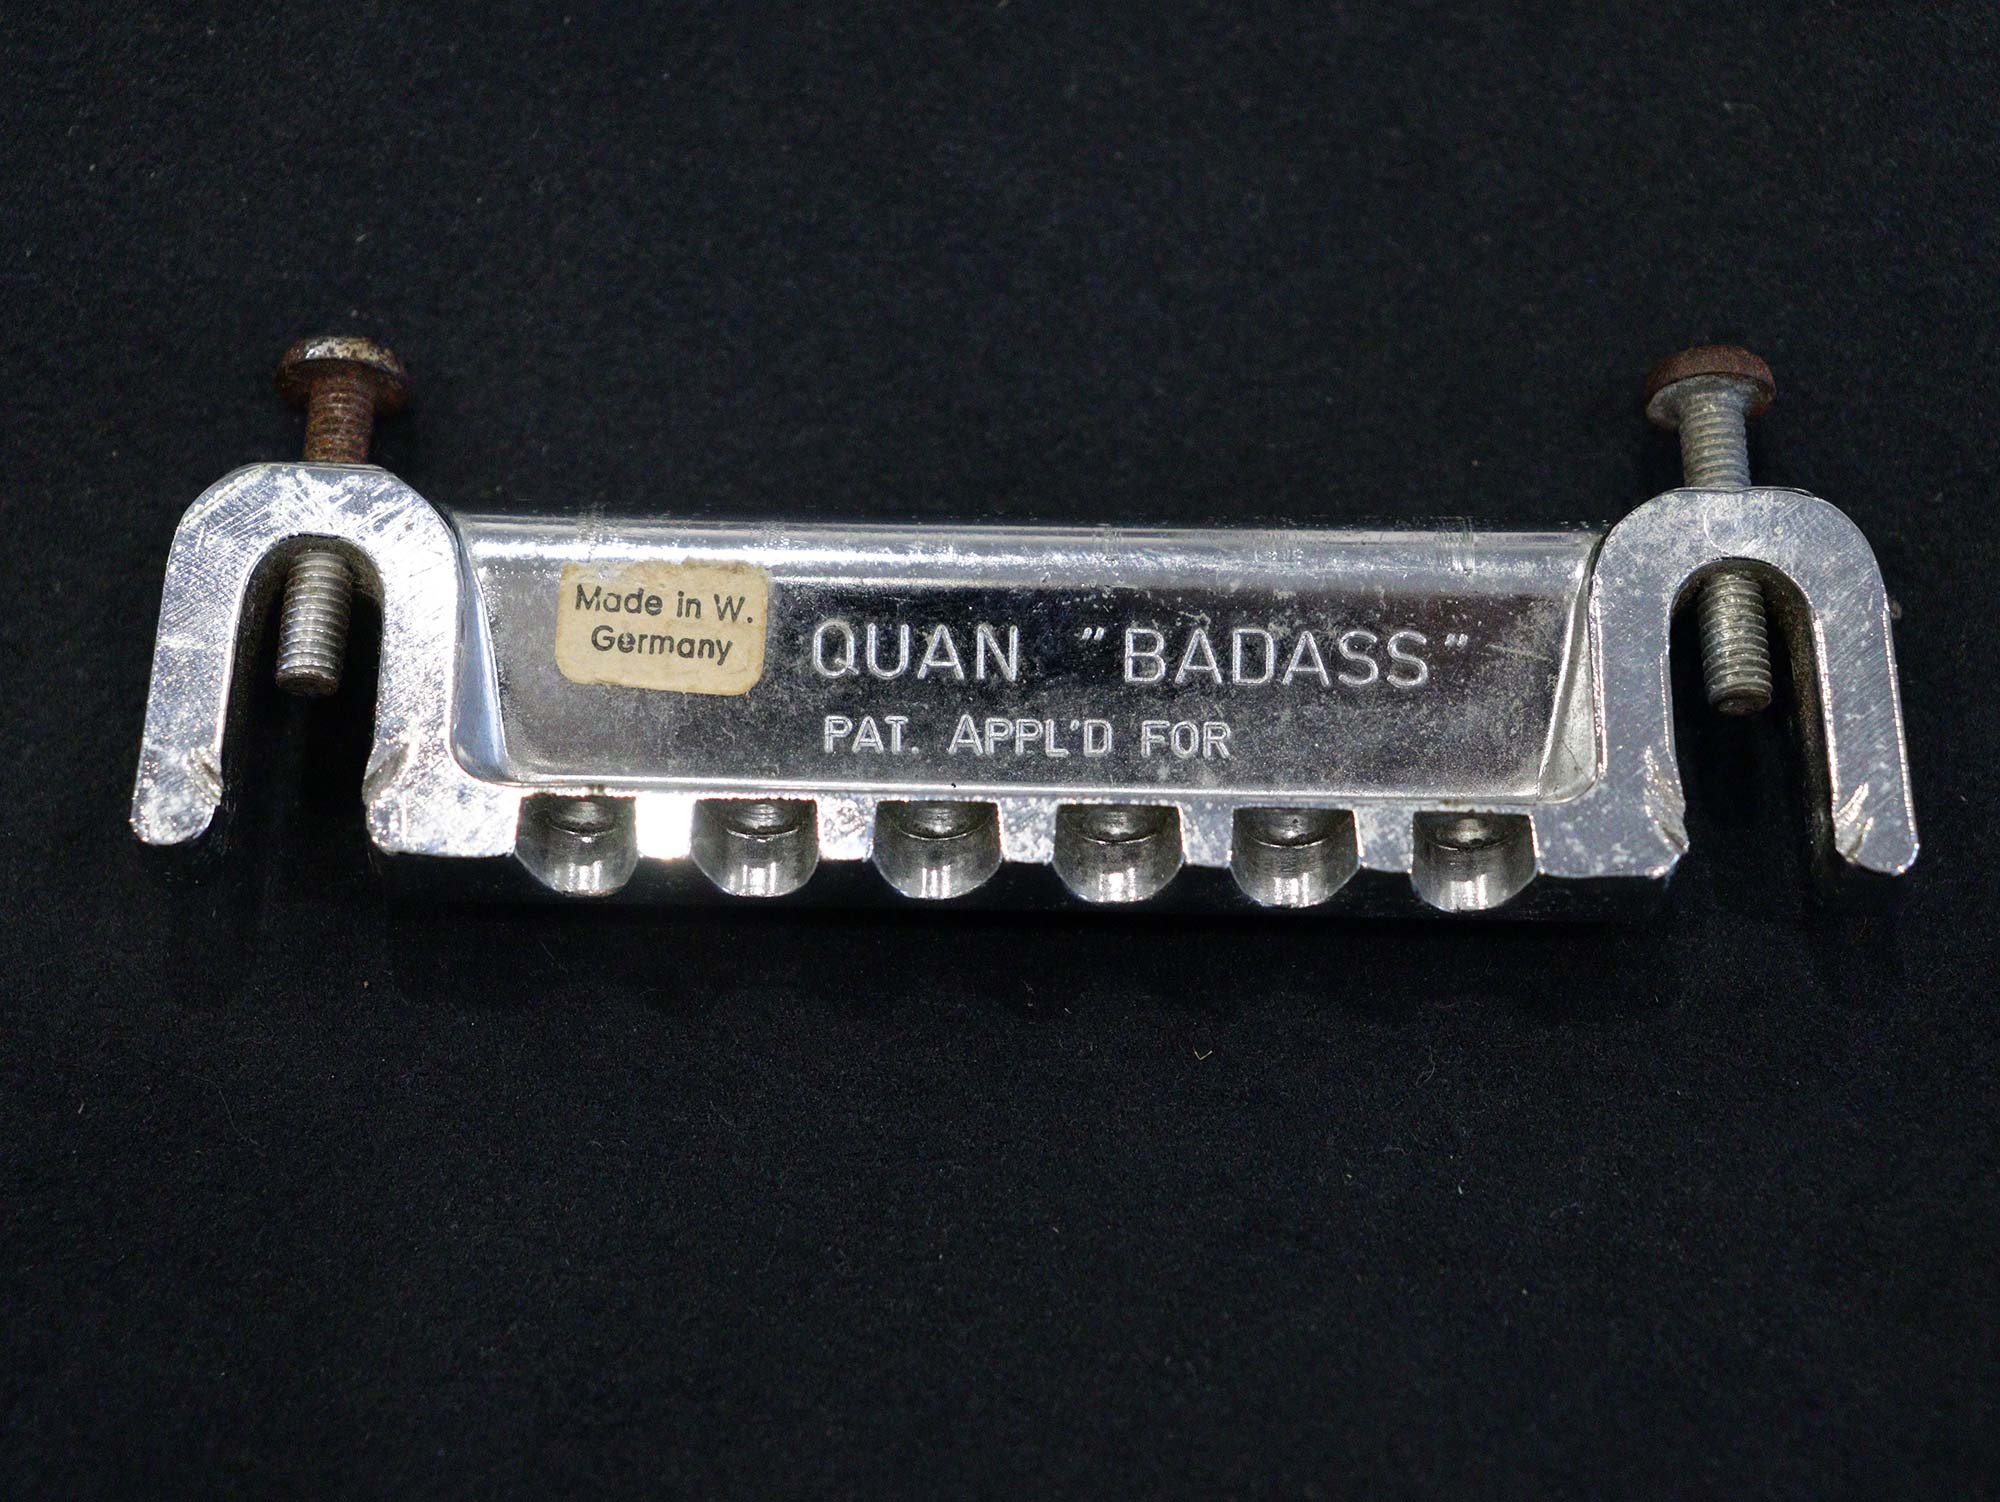 Made in W.
Germany
QUAN "BADASS"
PAT. APPL'D FOR